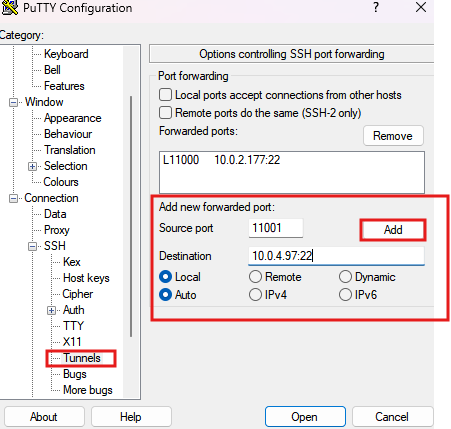 PuTTY Configuration
?
Category:
Keyboard
Bell
Features
Window
Appearance
Behaviour
Translation
Selection
Colours
Connection
Data
Proxy
SSH
Kex
Host keys
Cipher
Auth
TTY
X11
Tunnels
Bugs
More bugs
Options controlling SSH port forwarding
Port forwarding
Local ports accept connections from other hosts
Remote ports do the same (SSH-2 only)
Forwarded ports:
Remove
L11000 10.0.2.177:22
Add new forwarded port:
Source port 11001 Add
Destination 10.0.4.97:22
Local Remote Dynamic
Auto IPv4 IPv6
About Help Open Cancel